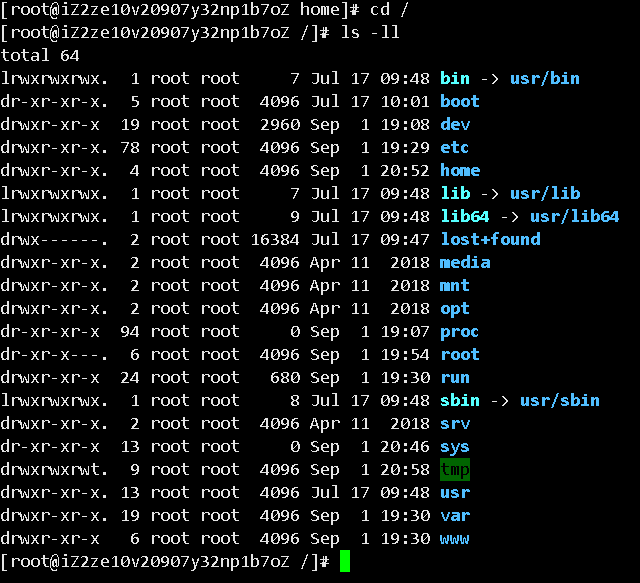 [root@iZ2ze10v20907y32np1b7oZ home]# cd /
[root@iZ2ze10v20907y32np1b7oZ /]# ls -ll
total 64
lrwxrwxrwx.  1 root root     7 Jul 17 09:48 bin -> usr/bin
dr-xr-xr-x.  5 root root  4096 Jul 17 10:01 boot
drwxr-xr-x  19 root root  2960 Sep  1 19:08 dev
drwxr-xr-x. 78 root root  4096 Sep  1 19:29 etc
drwxr-xr-x.  4 root root  4096 Sep  1 20:52 home
lrwxrwxrwx.  1 root root     7 Jul 17 09:48 lib -> usr/lib
lrwxrwxrwx.  1 root root     9 Jul 17 09:48 lib64 -> usr/lib64
drwx------.  2 root root 16384 Jul 17 09:47 lost+found
drwxr-xr-x.  2 root root  4096 Apr 11  2018 media
drwxr-xr-x.  2 root root  4096 Apr 11  2018 mnt
drwxr-xr-x.  2 root root  4096 Apr 11  2018 opt
dr-xr-xr-x  94 root root     0 Sep  1 19:07 proc
dr-xr-x---.  6 root root  4096 Sep  1 19:54 root
drwxr-xr-x  24 root root   680 Sep  1 19:30 run
lrwxrwxrwx.  1 root root     8 Jul 17 09:48 sbin -> usr/sbin
drwxr-xr-x.  2 root root  4096 Apr 11  2018 srv
dr-xr-xr-x  13 root root     0 Sep  1 20:46 sys
drwxrwxrwt.  9 root root  4096 Sep  1 20:58 tmp
drwxr-xr-x. 13 root root  4096 Jul 17 09:48 usr
drwxr-xr-x. 19 root root  4096 Sep  1 19:30 var
drwxr-xr-x   6 root root  4096 Sep  1 19:30 www
[root@iZ2ze10v20907y32np1b7oZ /]#